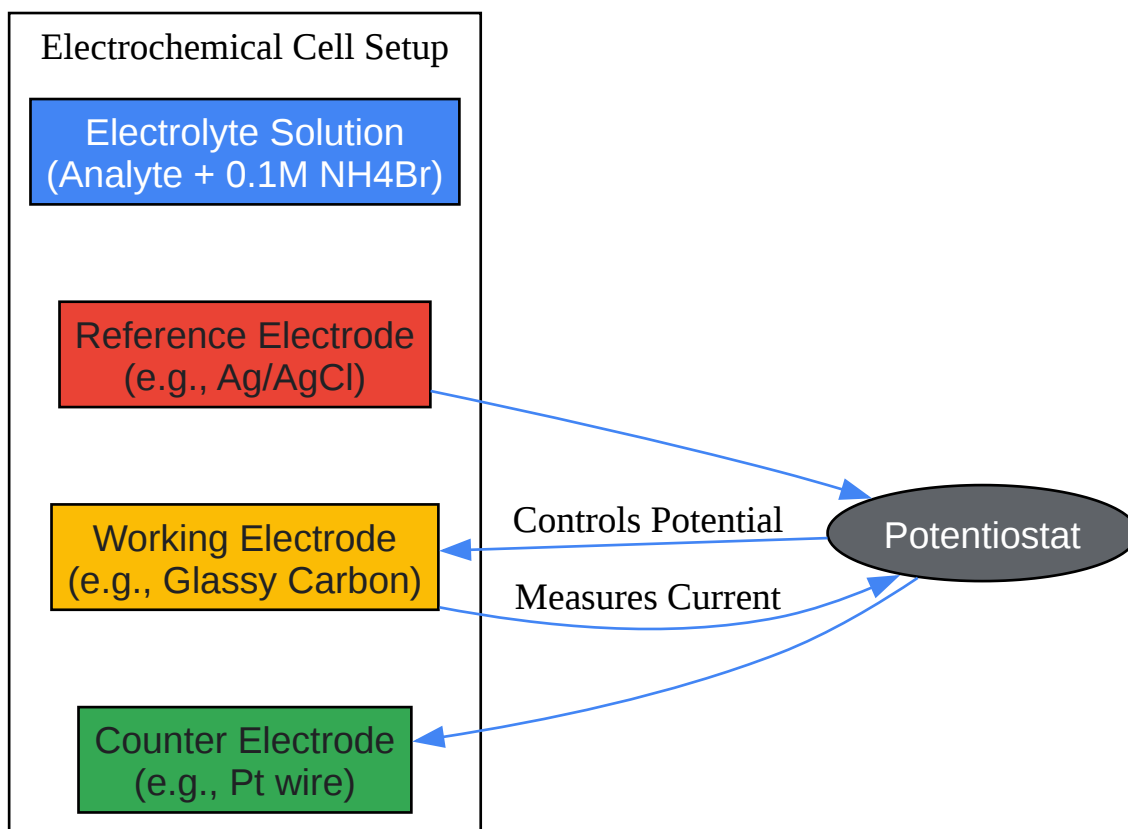 Electrochemical Cell Setup
Electrolyte Solution
(Analyte + 0.1M NH4Br)
Reference Electrode
(e.g., Ag/AgCl)
Controls Potential
Working Electrode
(e.g., Glassy Carbon)
Potentiostat
Measures Current
Counter Electrode
(e.g., Pt wire)